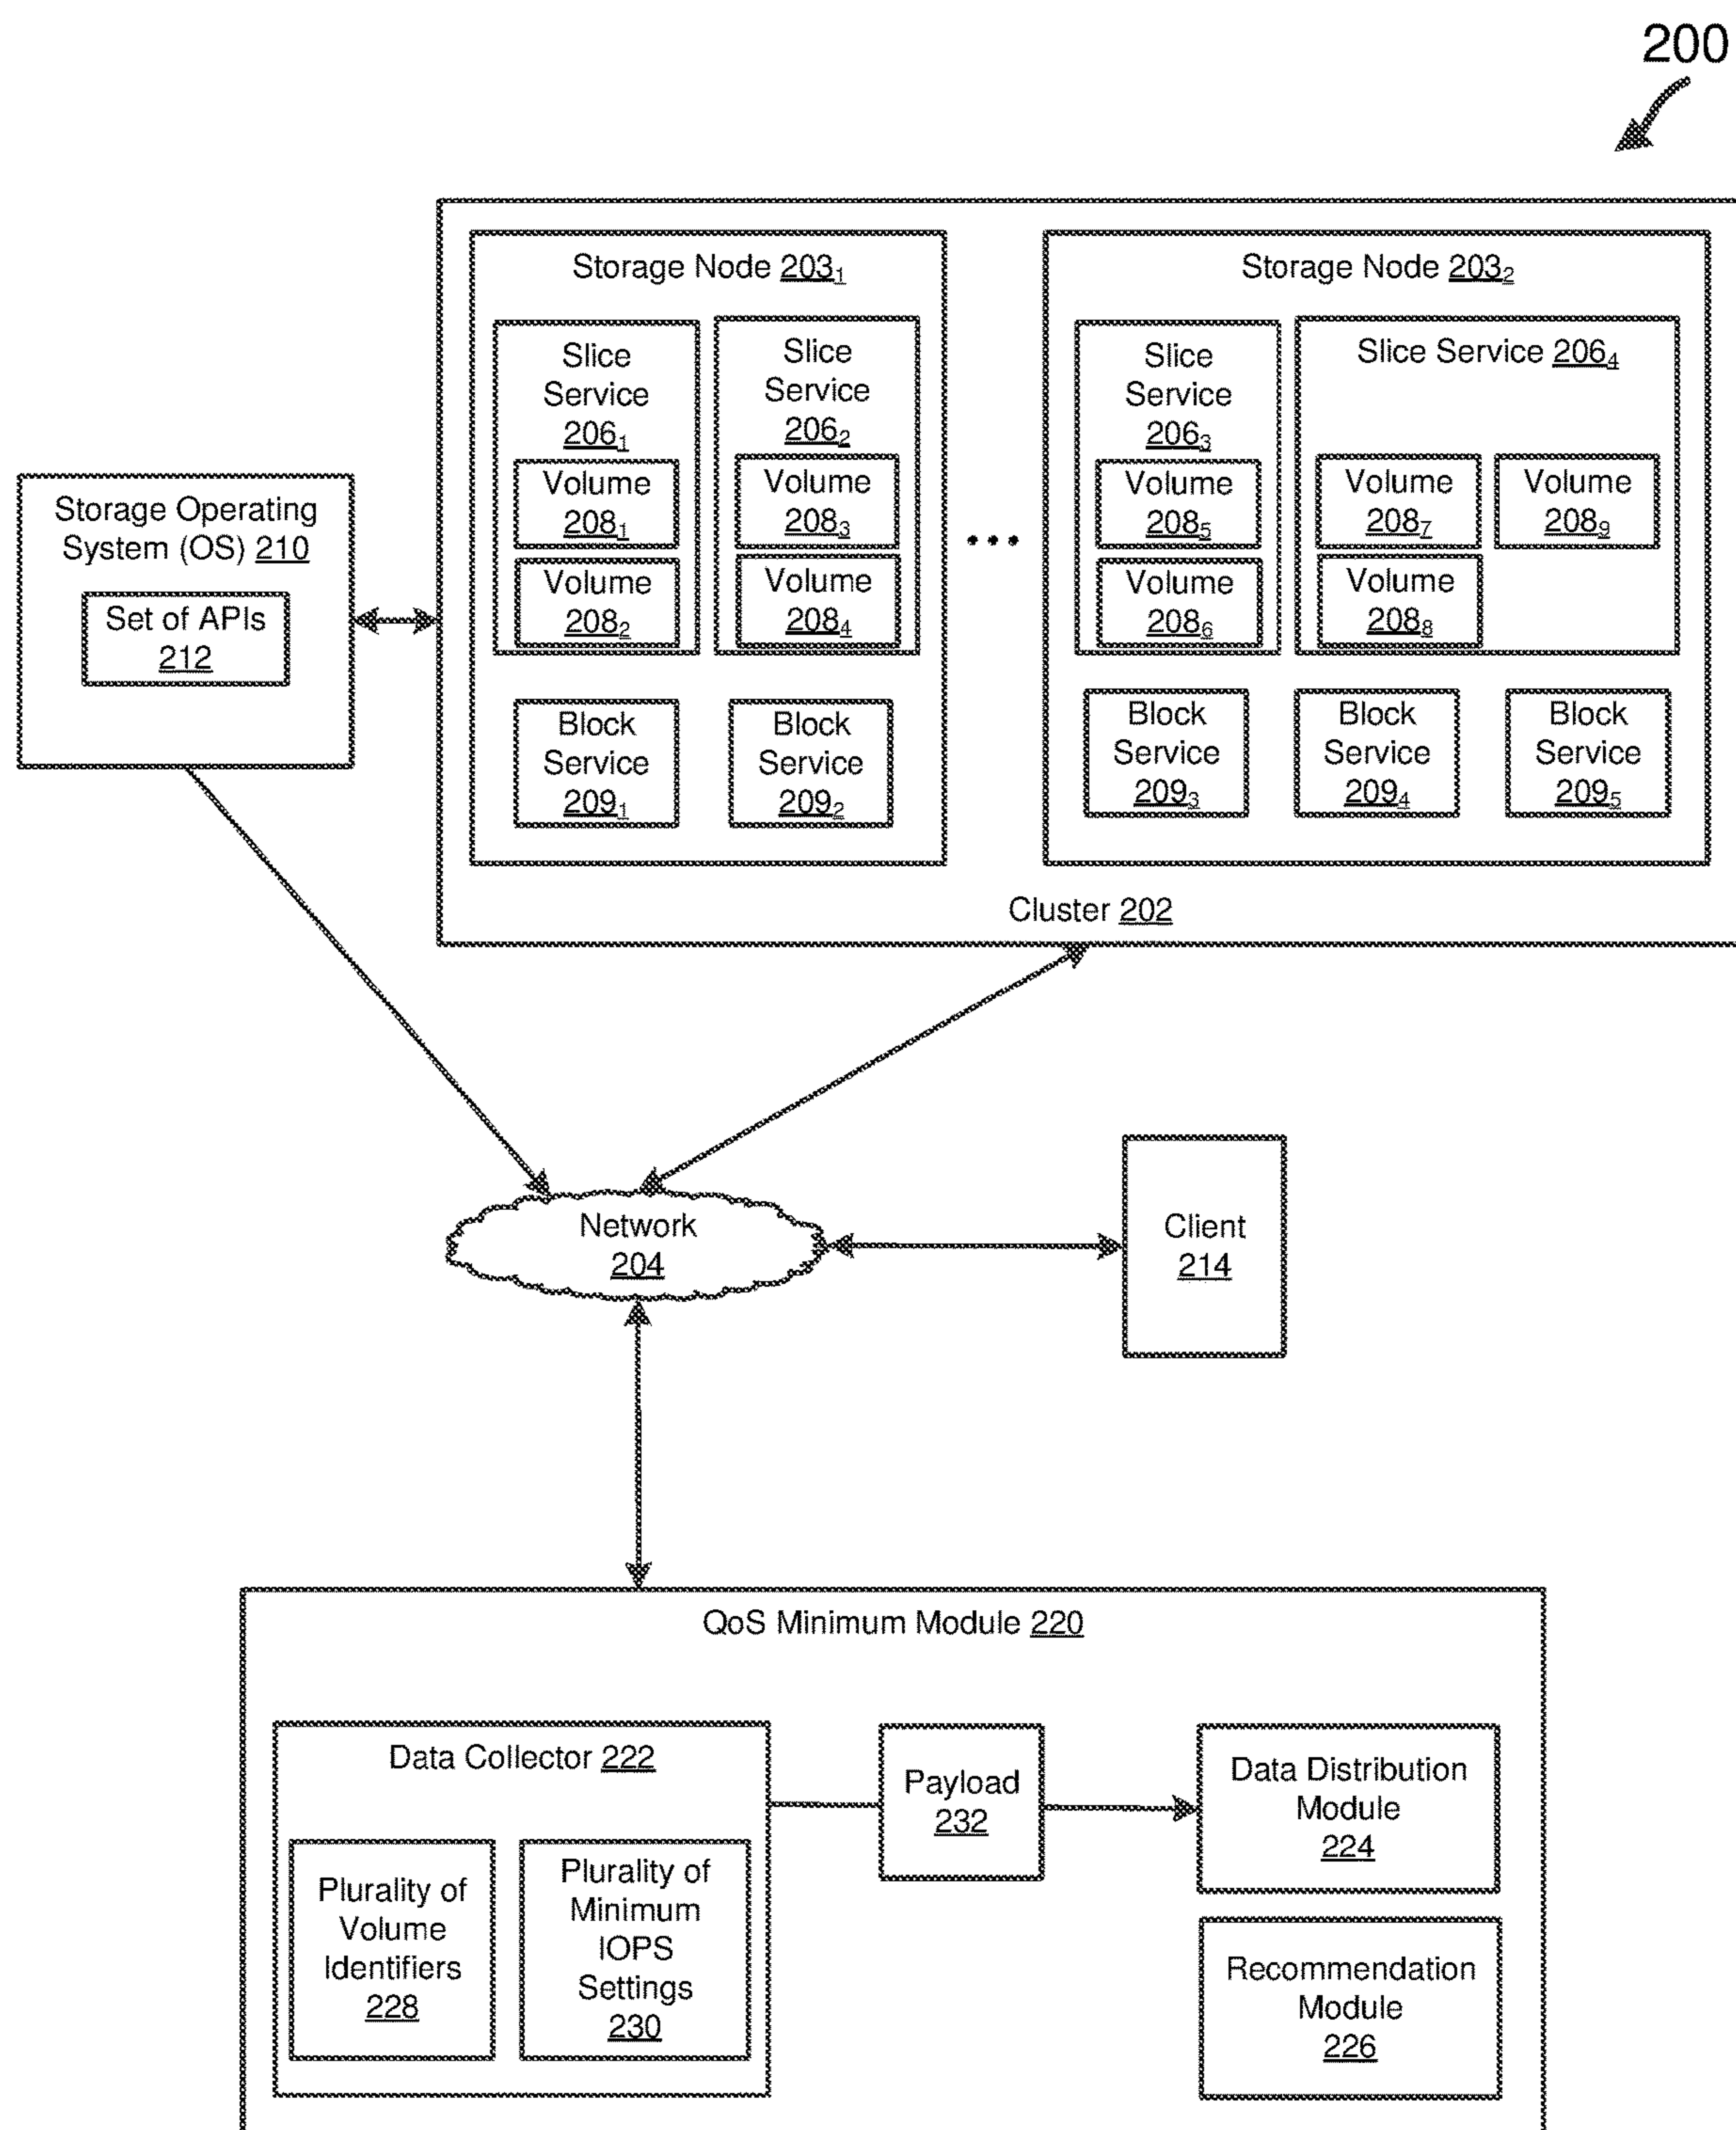 200
Storage Node 203₁
Storage Node 203₂
Slice
Service
206₁
Volume
208₁
Volume
208₂
Slice
Service
206₂
Volume
208₃
Volume
208₄
Slice
Service
206₃
Volume
208₅
Volume
208₆
Slice Service 206₄
Volume
208₇
Volume
208₉
Volume
208₈
...
Block
Service
209₁
Block
Service
209₂
Block
Service
209₃
Block
Service
209₄
Block
Service
209₅
Cluster 202
Storage Operating
System (OS) 210
Set of APIs
212
Network
204
Client
214
QoS Minimum Module 220
Data Collector 222
Plurality of
Volume
Identifiers
228
Plurality of
Minimum
IOPS
Settings
230
Payload
232
Data Distribution
Module
224
Recommendation
Module
226